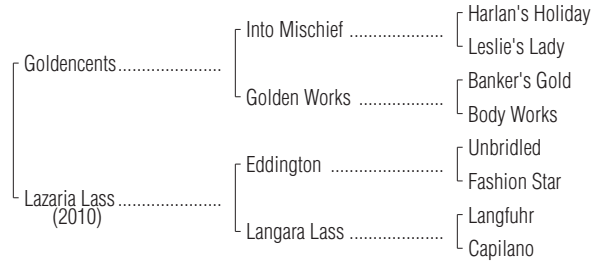 Harlan's Holiday
Into Mischief ....................
Leslie's Lady
Goldencents......................
Banker's Gold
Golden Works ..................
Body Works
Unbridled
Eddington ........................
Fashion Star
Lazaria Lass......................
(2010)
Langfuhr
Langara Lass ....................
Capilano